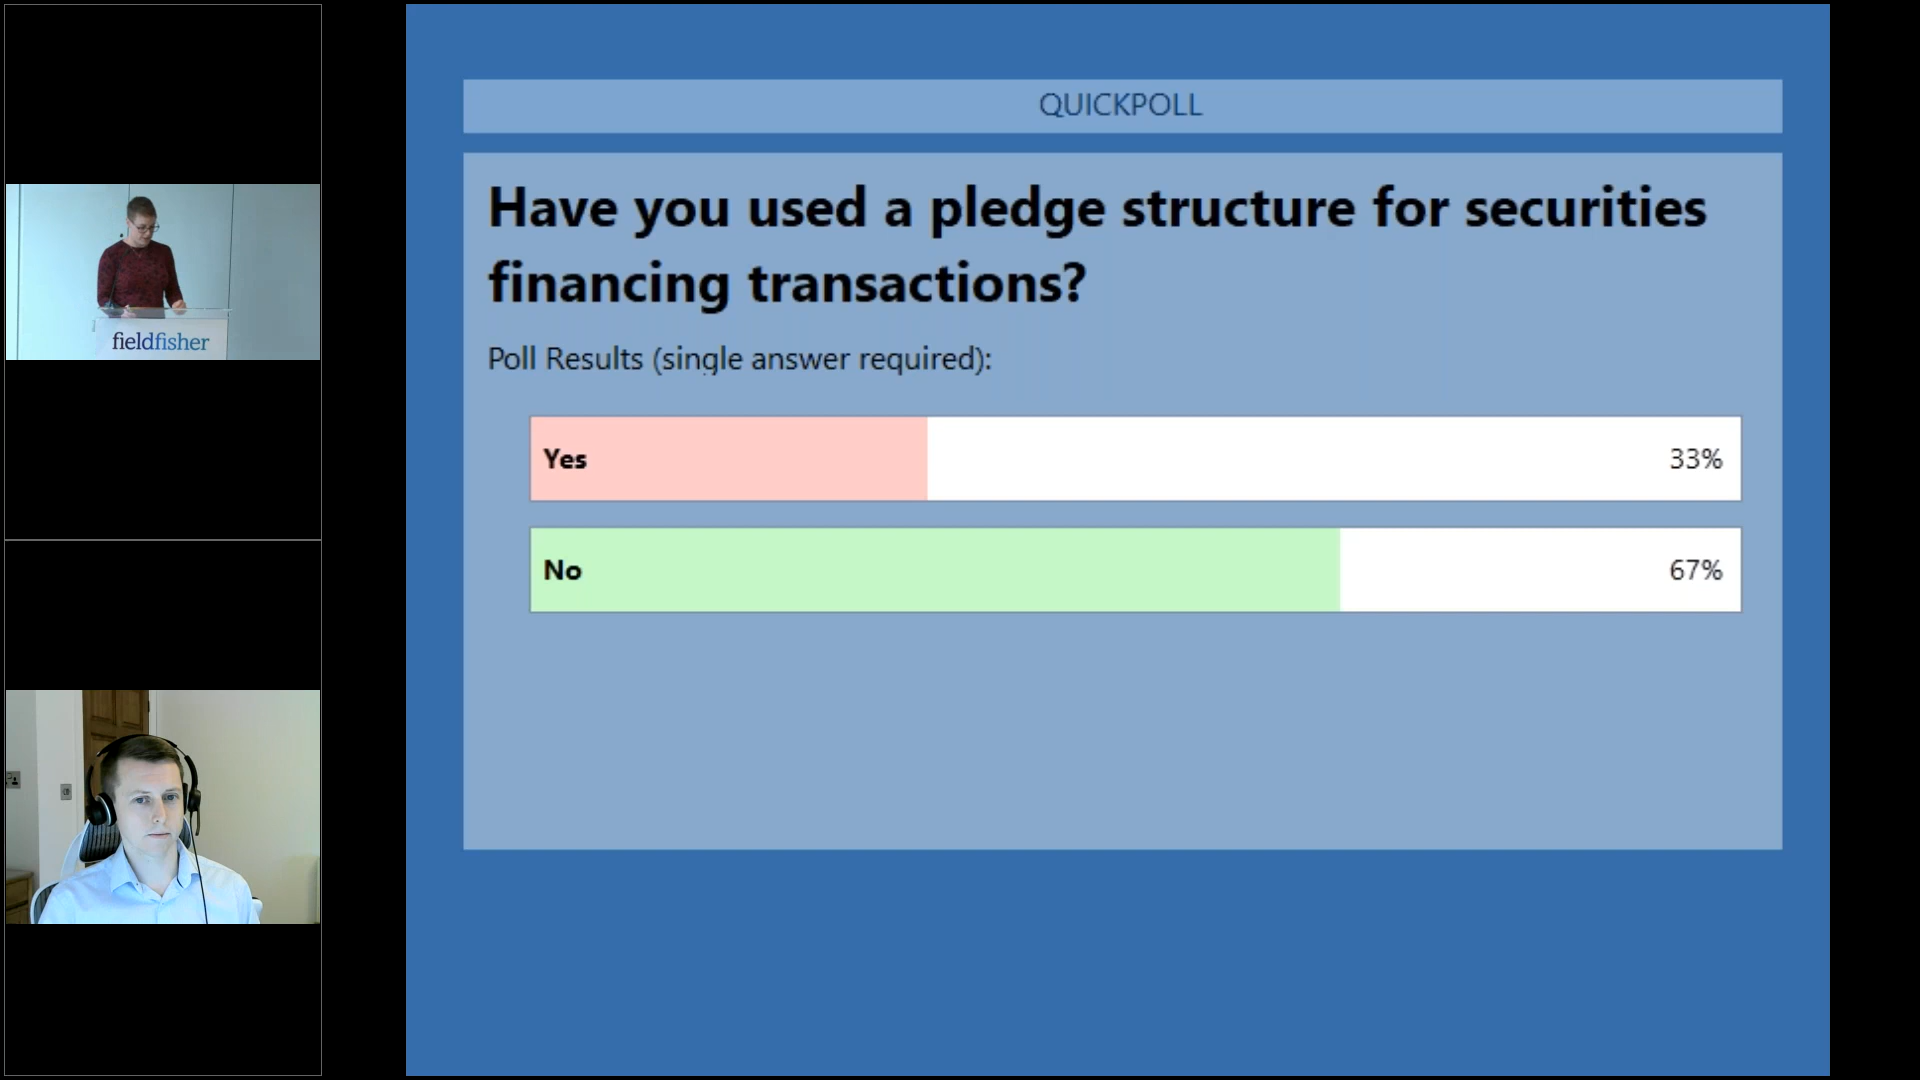 QUICKPOLL
Have you used a pledge structure for securities
financing transactions?
Poll Results (single answer required):
Yes 33%
No 67%
fieldfisher